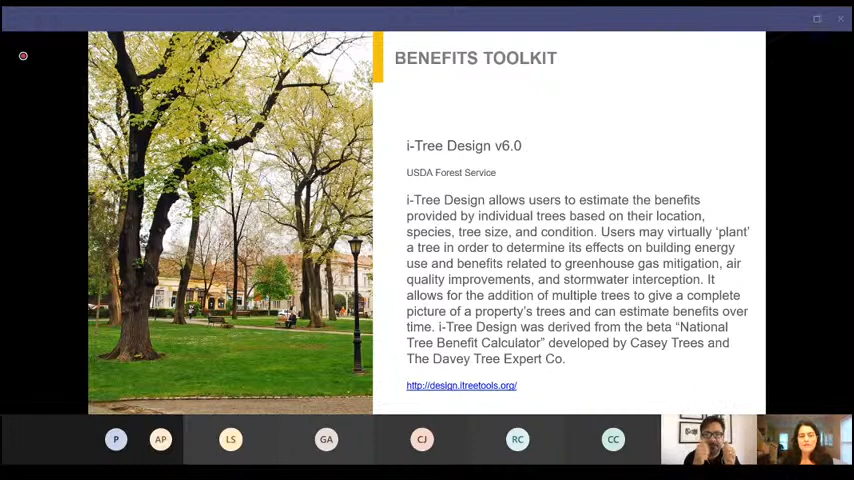 BENEFITS TOOLKIT
i-Tree Design v6.0
USDA Forest Service
i-Tree Design allows users to estimate the benefits
provided by individual trees based on their location,
species, tree size, and condition. Users may virtually ‘plant’
a tree in order to determine its effects on building energy
use and benefits related to greenhouse gas mitigation, air
quality improvements, and stormwater interception. It
allows for the addition of multiple trees to give a complete
picture of a property’s trees and can estimate benefits over
time. i-Tree Design was derived from the beta “National
Tree Benefit Calculator” developed by Casey Trees and
The Davey Tree Expert Co.
http://design.itreetools.org/
P AP LS GA CJ RC CC